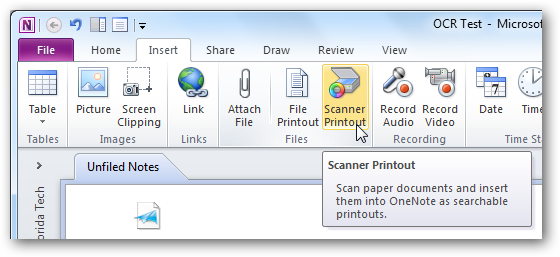 OCR Test - Microsof
File Home Insert Share Draw Review View
Table
Picture
Screen
Clipping
Link
Attach
File
File
Printout
Scanner
Printout
Record
Audio
Record
Video
Date
Time
Tables Images Links Files Recording Time St
Unfiled Notes
orida Tech
Scanner Printout
Scan paper documents and insert
them into OneNote as searchable
printouts.